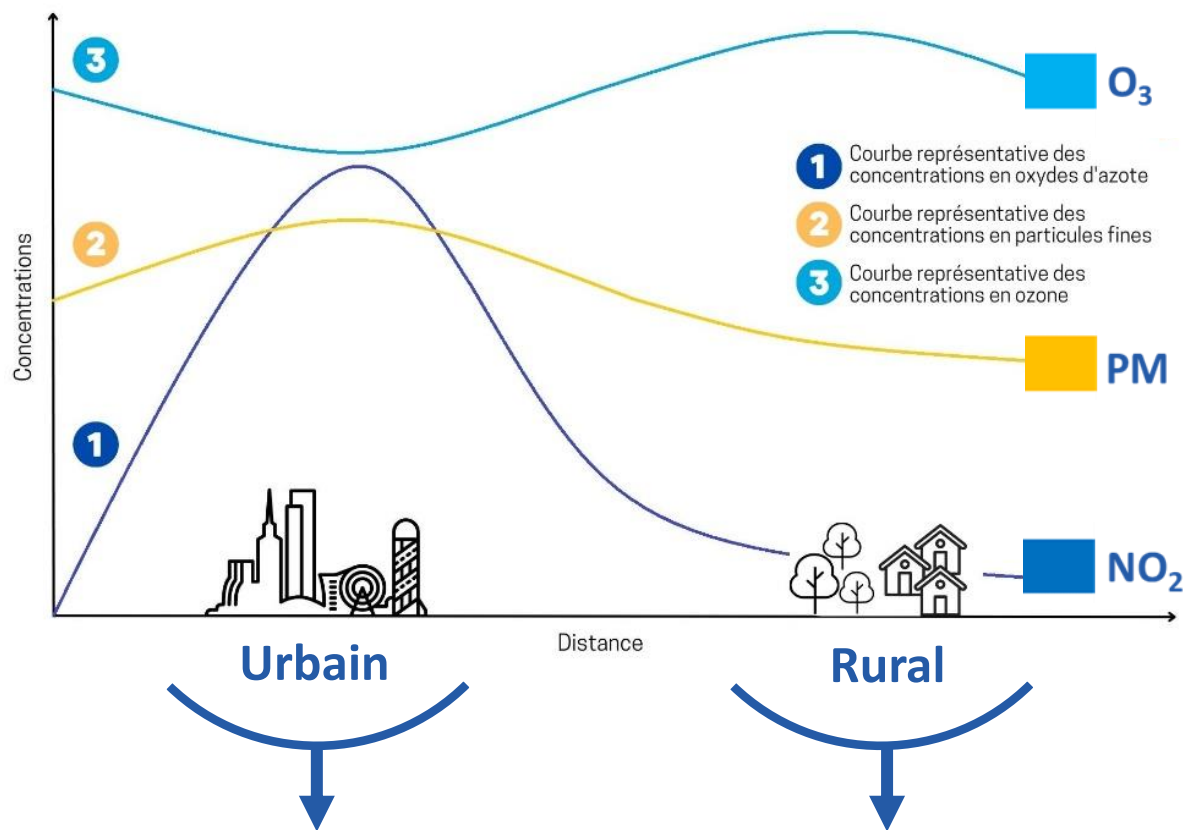 3
O₃
1
Courbe représentative des
concentrations en oxydes d'azote
2
Courbe représentative des
concentrations en particules fines
3
Courbe représentative des
concentrations en ozone
2
Concentrations
PM
1
NO₂
Distance
Urbain
Rural